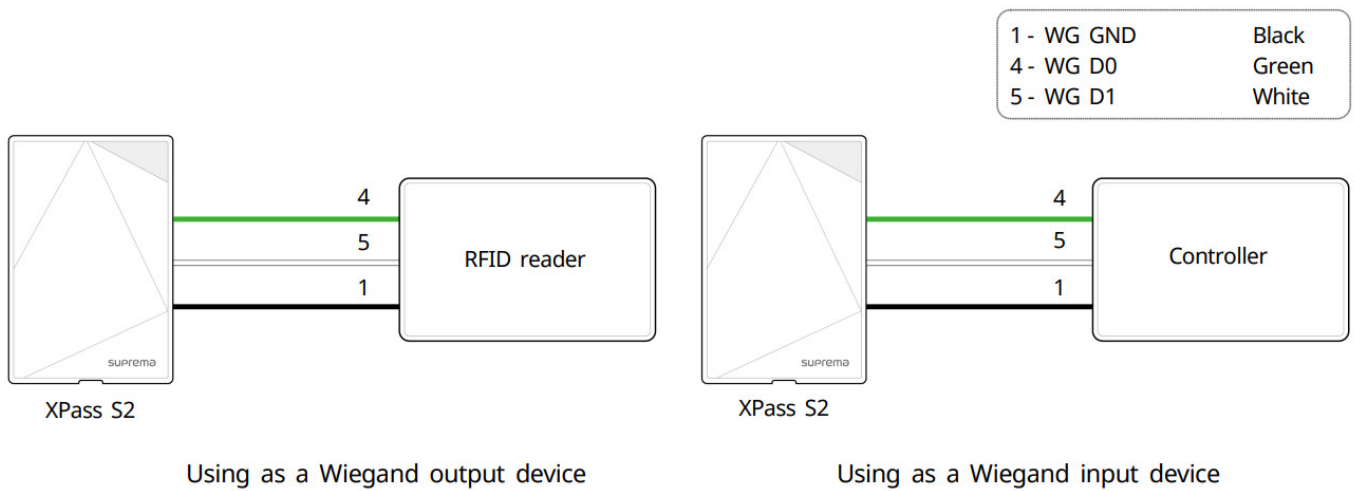 1 - WG GND Black
4 - WG D0 Green
5 - WG D1 White
4
5
1
RFID reader
suprema
XPass S2
Using as a Wiegand output device
4
5
1
Controller
suprema
XPass S2
Using as a Wiegand input device